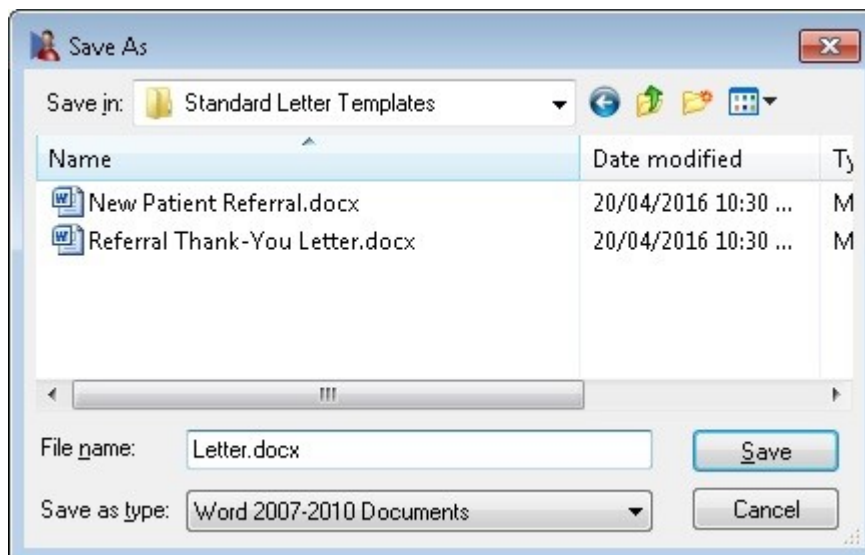 Save As
Save in: Standard Letter Templates
Name Date modified Ty
New Patient Referral.docx 20/04/2016 10:30 ... M
Referral Thank-You Letter.docx 20/04/2016 10:30 ... M
File name: Letter.docx Save
Save as type: Word 2007-2010 Documents Cancel